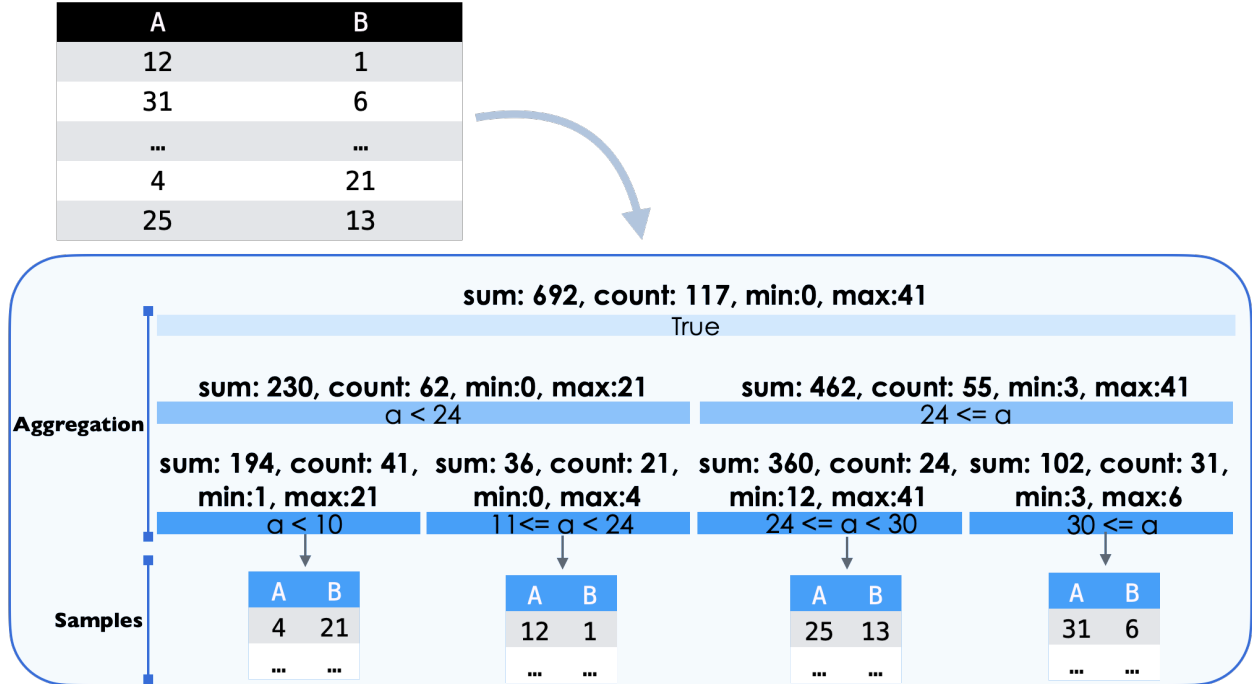 A B
12 1
31 6
... ...
4 21
25 13
sum: 692, count: 117, min:0, max:41
True
sum: 230, count: 62, min:0, max:21 sum: 462, count: 55, min:3, max:41
a < 24 24 <= a
Aggregation
sum: 194, count: 41, sum: 36, count: 21, sum: 360, count: 24, sum: 102, count: 31,
min:1, max:21 min:0, max:4 min:12, max:41 min:3, max:6
a < 10 11<= a < 24 24 <= a < 30 30 <= a
Samples
A B A B A B A B
4 21 12 1 25 13 31 6
... ... ... ... ... ... ... ...